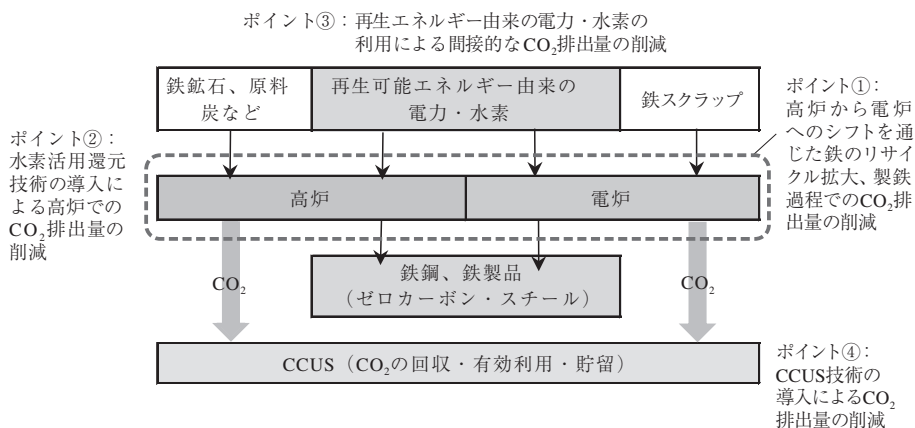 ポイント③：再生エネルギー由来の電力・水素の
利用による間接的なCO₂排出量の削減
鉄鉱石、原料
炭など
再生可能エネルギー由来の
電力・水素
鉄スクラップ
ポイント①：
高炉から電炉
へのシフトを通
じた鉄のリサイ
クル拡大、製鉄
過程でのCO₂排
出量の削減
ポイント②：
水素活用還元
技術の導入に
よる高炉での
CO₂排出量の
削減
高炉
電炉
CO₂
鉄鋼、鉄製品
（ゼロカーボン・スチール）
CO₂
CCUS（CO₂の回収・有効利用・貯留）
ポイント④：
CCUS技術の
導入によるCO₂
排出量の削減